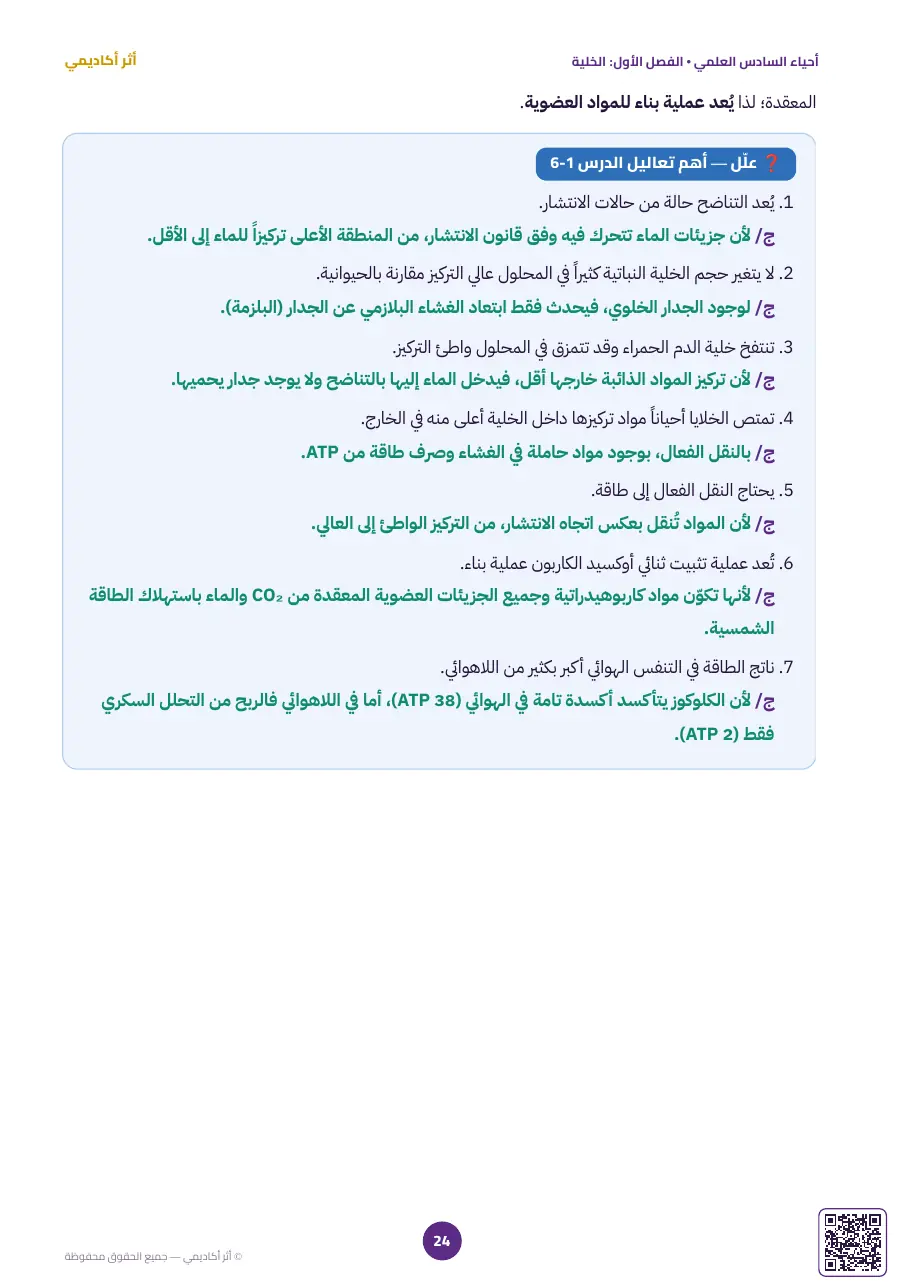 أحياء السادس العلمي • الفصل الأول: الخلية
أثر أكاديمي
المعقدة؛ لذا يُعد عملية بناء للمواد العضوية.
❓ علّل — أهم تعاليل الدرس 1-6
1. يُعد التناضح حالة من حالات الانتشار.
ج/ لأن جزيئات الماء تتحرك فيه وفق قانون الانتشار، من المنطقة الأعلى تركيزاً للماء إلى الأقل.
2. لا يتغير حجم الخلية النباتية كثيراً في المحلول عالي التركيز مقارنة بالحيوانية.
ج/ لوجود الجدار الخلوي، فيحدث فقط ابتعاد الغشاء البلازمي عن الجدار (البلزمة).
3. تنتفخ خلية الدم الحمراء وقد تتمزق في المحلول واطئ التركيز.
ج/ لأن تركيز المواد الذائبة خارجها أقل، فيدخل الماء إليها بالتناضح ولا يوجد جدار يحميها.
4. تمتص الخلايا أحياناً مواد تركيزها داخل الخلية أعلى منه في الخارج.
ج/ بالنقل الفعال، بوجود مواد حاملة في الغشاء وصرف طاقة من ATP.
5. يحتاج النقل الفعال إلى طاقة.
ج/ لأن المواد تُنقل بعكس اتجاه الانتشار، من التركيز الواطئ إلى العالي.
6. تُعد عملية تثبيت ثنائي أوكسيد الكاربون عملية بناء.
ج/ لأنها تكوّن مواد كاربوهيدراتية وجميع الجزيئات العضوية المعقدة من CO₂ والماء باستهلاك الطاقة
الشمسية.
7. ناتج الطاقة في التنفس الهوائي أكبر بكثير من اللاهوائي.
ج/ لأن الكلوكوز يتأكسد أكسدة تامة في الهوائي (38 ATP)، أما في اللاهوائي فالربح من التحلل السكري
فقط (2 ATP).
24
© أثر أكاديمي — جميع الحقوق محفوظة